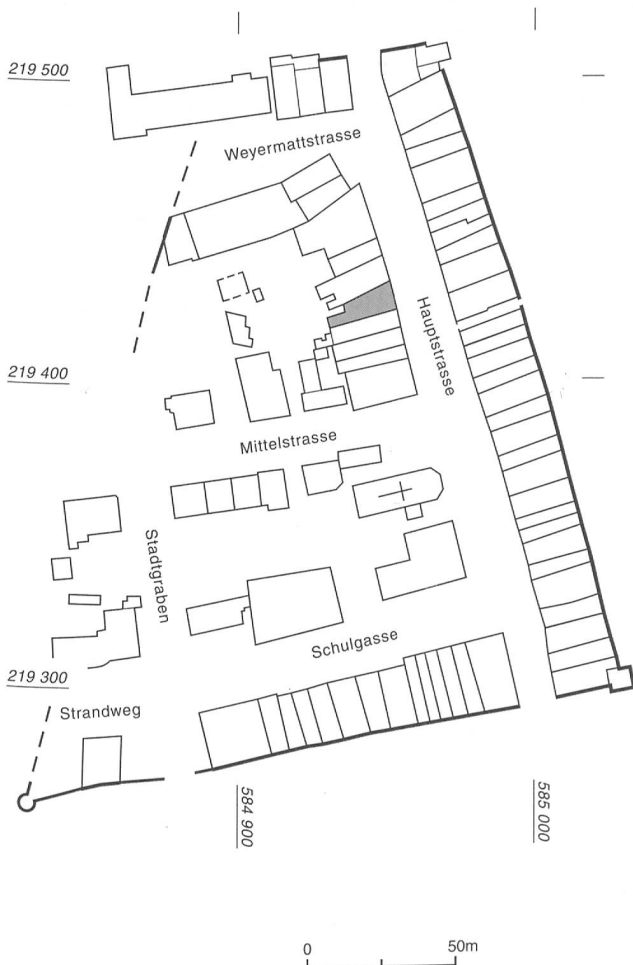 219 500
Weyermattstrasse
Hauptstrasse
219 400
Mittelstrasse
Stadtgraben
Schulgasse
219 300
Strandweg
584 900
585 000
0 50m